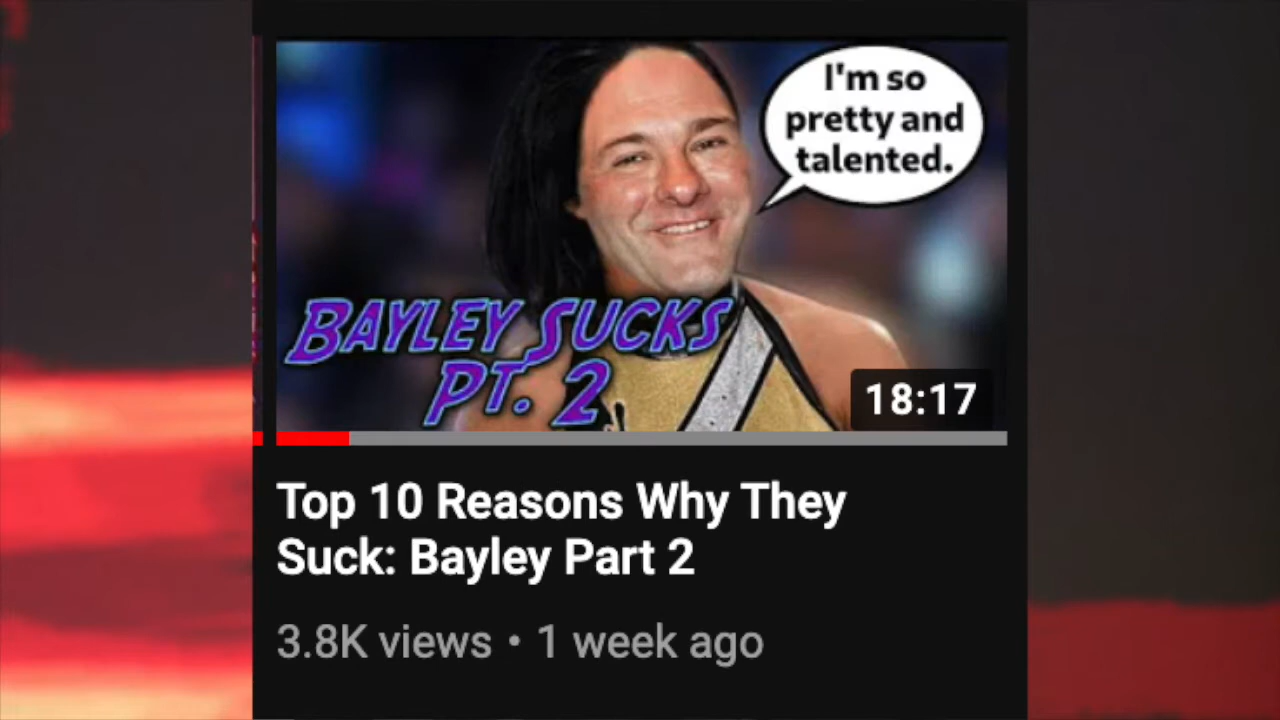 I'm so
pretty and
talented.
BAYLEY SUCKS
PT. 2
18:17
Top 10 Reasons Why They
Suck: Bayley Part 2
3.8K views • 1 week ago